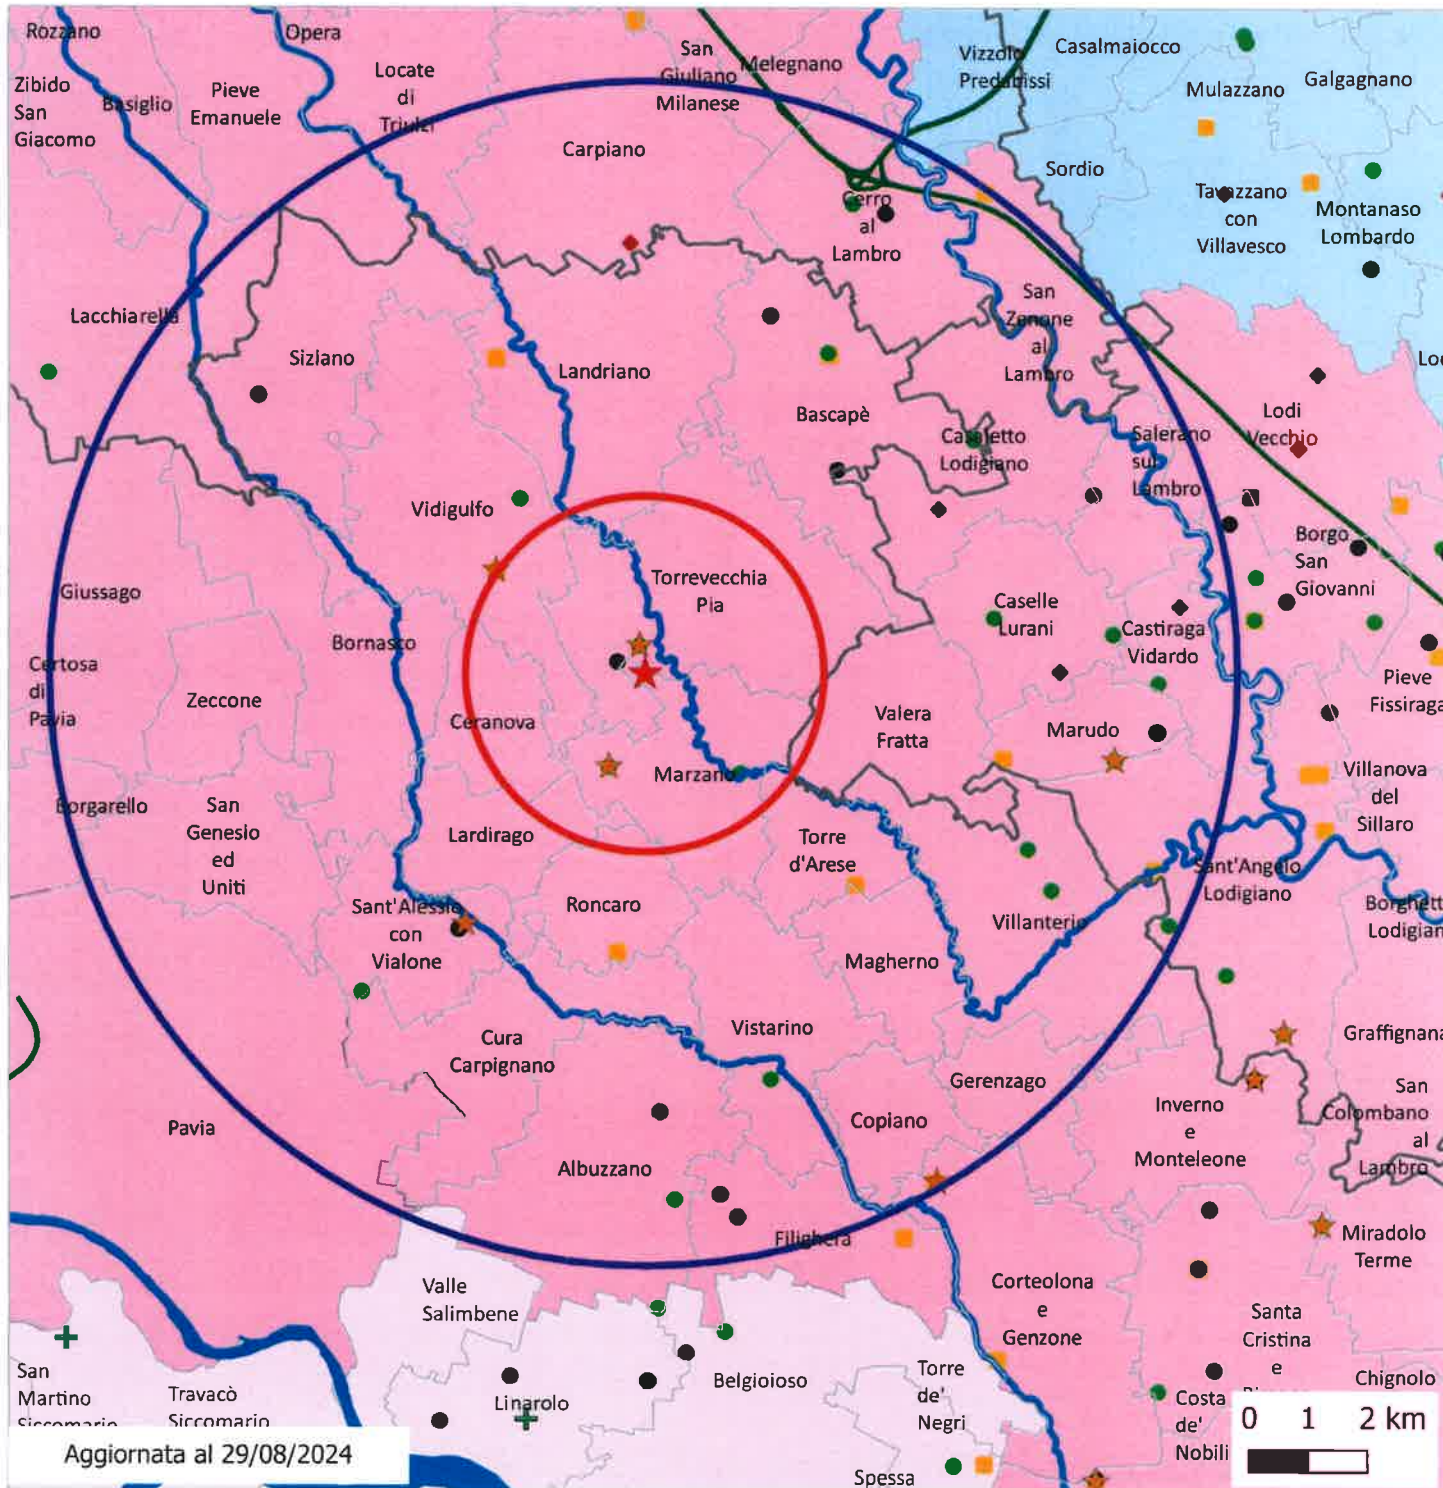 Rozzano
Opera
Zibido
San
Giacomo
Basiglio
Pieve
Emanuele
Locate
di
Triulzi
San
Giuliano
Milanese
Melegnano
Carpiano
Vizzolo
Predabissi
Casalmaiocco
Mulazzano
Galgagnano
Sordio
Tavazzano
con
Villavesco
Montanaso
Lombardo
Cerro
al
Lambro
San
Zenone
al
Lambro
Lacchiarella
Siziano
Landriano
Bascapè
Casaletto
Lodigiano
Salerano
sul
Lambro
Lodi
Vecchio
Vidigulfo
Borgo
San
Giovanni
Giussago
Torrevecchia
Pia
Caselle
Lurani
Castiraga
Vidardo
Bornasco
Certosa
di
Pavia
Zeccone
Ceranova
Valera
Fratta
Marudo
Pieve
Fissiraga
Marzano
Villanova
del
Sillaro
Borgarello
San
Genesio
ed
Uniti
Lardirago
Torre
d'Arese
Sant'Angelo
Lodigiano
Sant'Alessio
con
Vialone
Roncaro
Villanterio
Magherno
Vistarino
Cura
Carpignano
Gerenzago
Graffignana
San
Colombano
al
Lambro
Pavia
Copiano
Inverno
e
Monteleone
Albuzzano
Filighera
Miradolo
Terme
Valle
Salimbene
Corteolona
e
Genzone
Santa
Cristina
e
San
Martino
Siccomario
Travacò
Siccomario
Linarolo
Belgioioso
Torre
de'
Negri
Costa
de'
Nobili
Chignolo
Spessa
0 1 2 km
Aggiornata al 29/08/2024